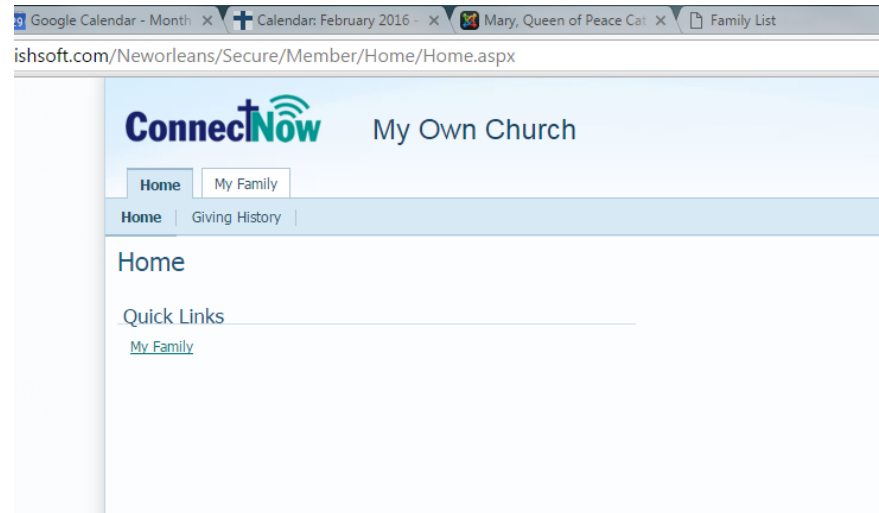 29 Google Calendar - Month Calendar: February 2016 - Mary, Queen of Peace Cat Family List
ishsoft.com/Neworleans/Secure/Member/Home/Home.aspx
ConnectNow My Own Church
Home My Family
Home Giving History
Home
Quick Links
My Family